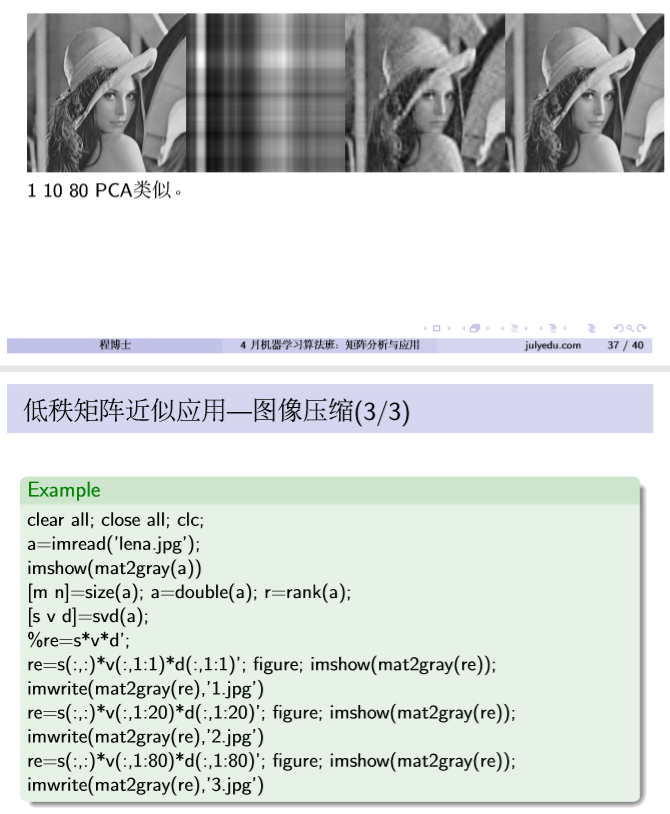 1 10 80 PCA类似。
程博士
4 月机器学习算法班：矩阵分析与应用
julyedu.com
37 / 40
低秩矩阵近似应用—图像压缩(3/3)
Example
clear all; close all; clc;
a=imread('lena.jpg');
imshow(mat2gray(a))
[m n]=size(a); a=double(a); r=rank(a);
[s v d]=svd(a);
%re=s*v*d';
re=s(:,:)*v(:,1:1)*d(:,1:1)'; figure; imshow(mat2gray(re));
imwrite(mat2gray(re),'1.jpg')
re=s(:,:)*v(:,1:20)*d(:,1:20)'; figure; imshow(mat2gray(re));
imwrite(mat2gray(re),'2.jpg')
re=s(:,:)*v(:,1:80)*d(:,1:80)'; figure; imshow(mat2gray(re));
imwrite(mat2gray(re),'3.jpg')